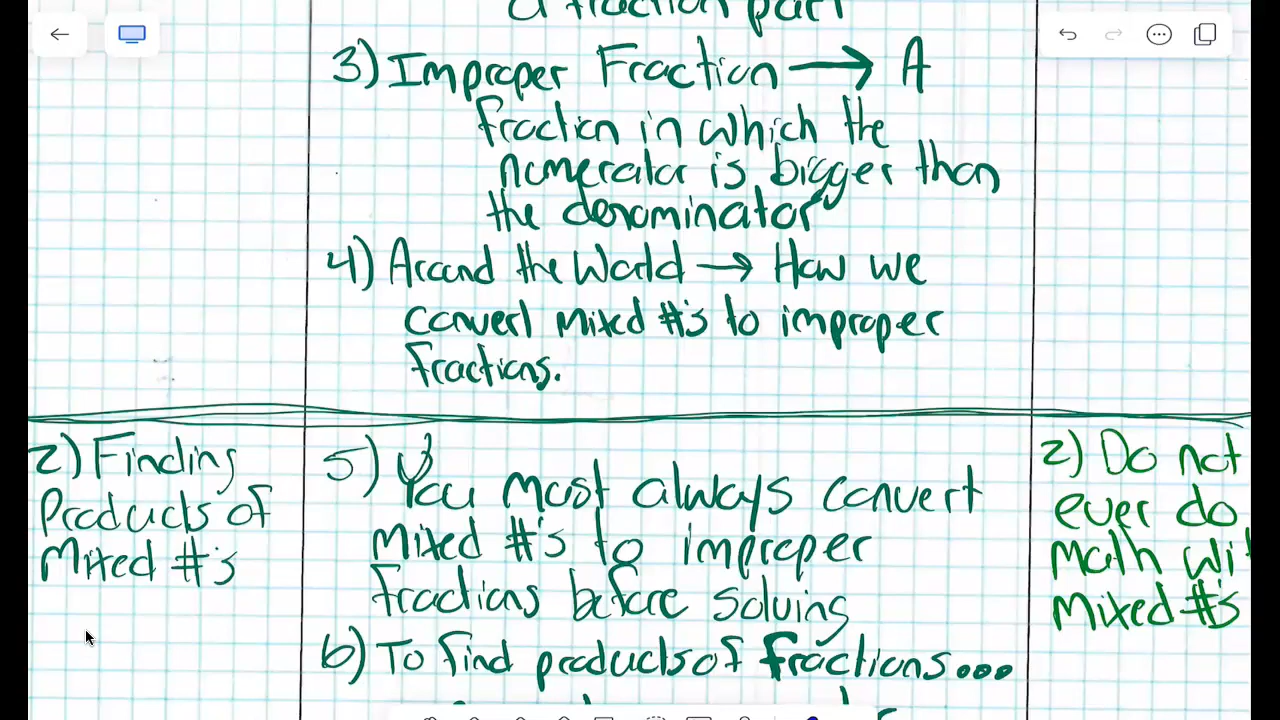 a fraction part
3) Improper Fraction → A
fraction in which the
numerator is bigger than
the denominator
4) Around the World → How we
convert mixed #'s to improper
fractions.
2) Finding
Products of
Mixed #'s
5) You must always convert
mixed #'s to improper
fractions before solving
6) To find products of fractions...
2) Do not
ever do
math wi
mixed #'s